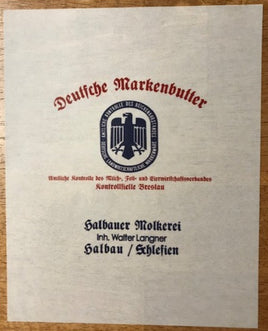 Deutsche Markenbutter
Amtliche Kontrolle des Milch-, Fett- und Eierwirtschaftsverbandes
Kontrollstelle Breslau
Halbauer Molkerei
Inh. Walter Langner
Halbau / Schlesien